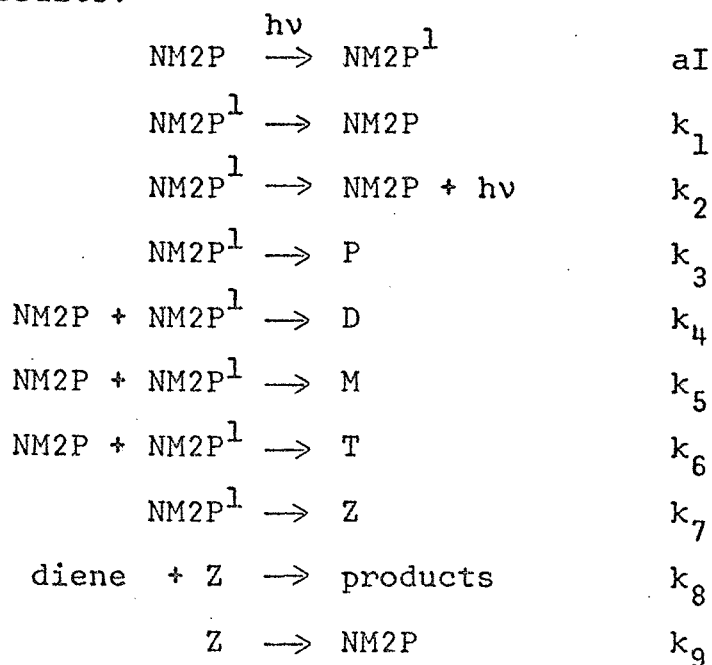 hν
NM2P —> NM2P¹ aI
NM2P¹ —> NM2P k₁
NM2P¹ —> NM2P + hν k₂
NM2P¹ —> P k₃
NM2P + NM2P¹ —> D k₄
NM2P + NM2P¹ —> M k₅
NM2P + NM2P¹ —> T k₆
NM2P¹ —> Z k₇
diene + Z —> products k₈
Z —> NM2P k₉